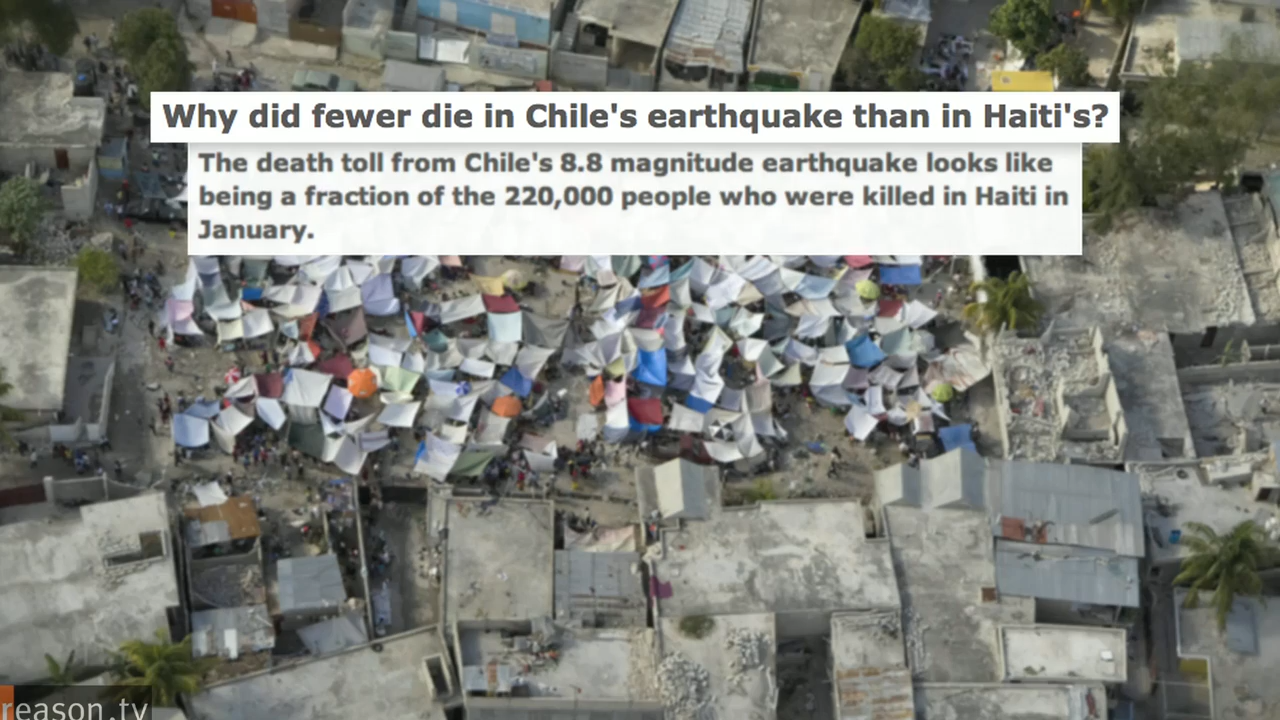 Why did fewer die in Chile's earthquake than in Haiti's?
The death toll from Chile's 8.8 magnitude earthquake looks like
being a fraction of the 220,000 people who were killed in Haiti in
January.
reason.tv